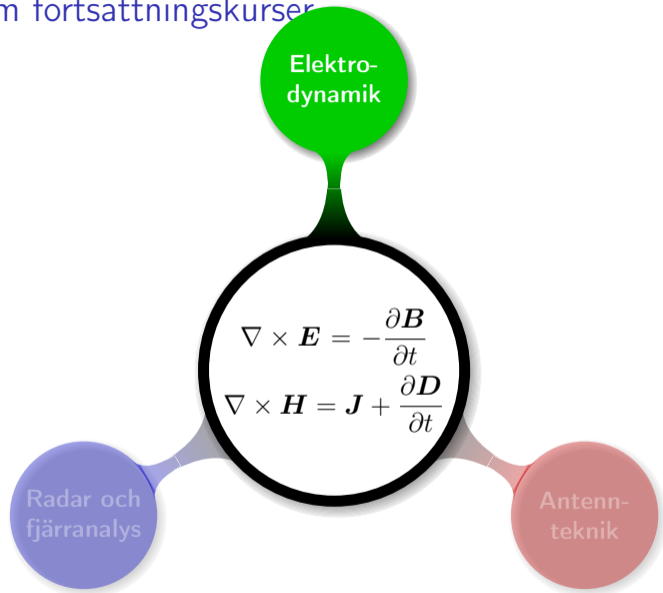 m fortsättningskurser
Elektro-
dynamik
∇ × E = −∂B/∂t
∇ × H = J + ∂D/∂t
Radar och
fjärranalys
Antenn-
teknik